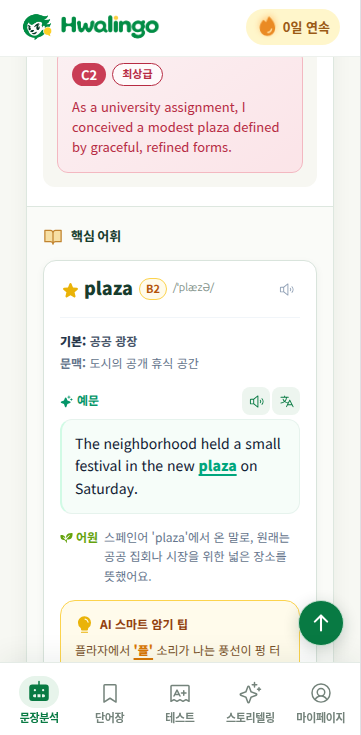 Hwalingo
0일 연속
C2 최상급
As a university assignment, I
conceived a modest plaza defined
by graceful, refined forms.
핵심 어휘
plaza B2 /ˈplæzə/
기본: 공공 광장
문맥: 도시의 공개 휴식 공간
예문
The neighborhood held a small
festival in the new plaza on
Saturday.
어원 스페인어 'plaza'에서 온 말로, 원래는
공공 집회나 시장을 위한 넓은 장소를
뜻했어요.
AI 스마트 암기 팁
플라자에서 '플' 소리가 나는 풍선이 펑 터
문장분석
단어장
A+
테스트
스토리텔링
마이페이지